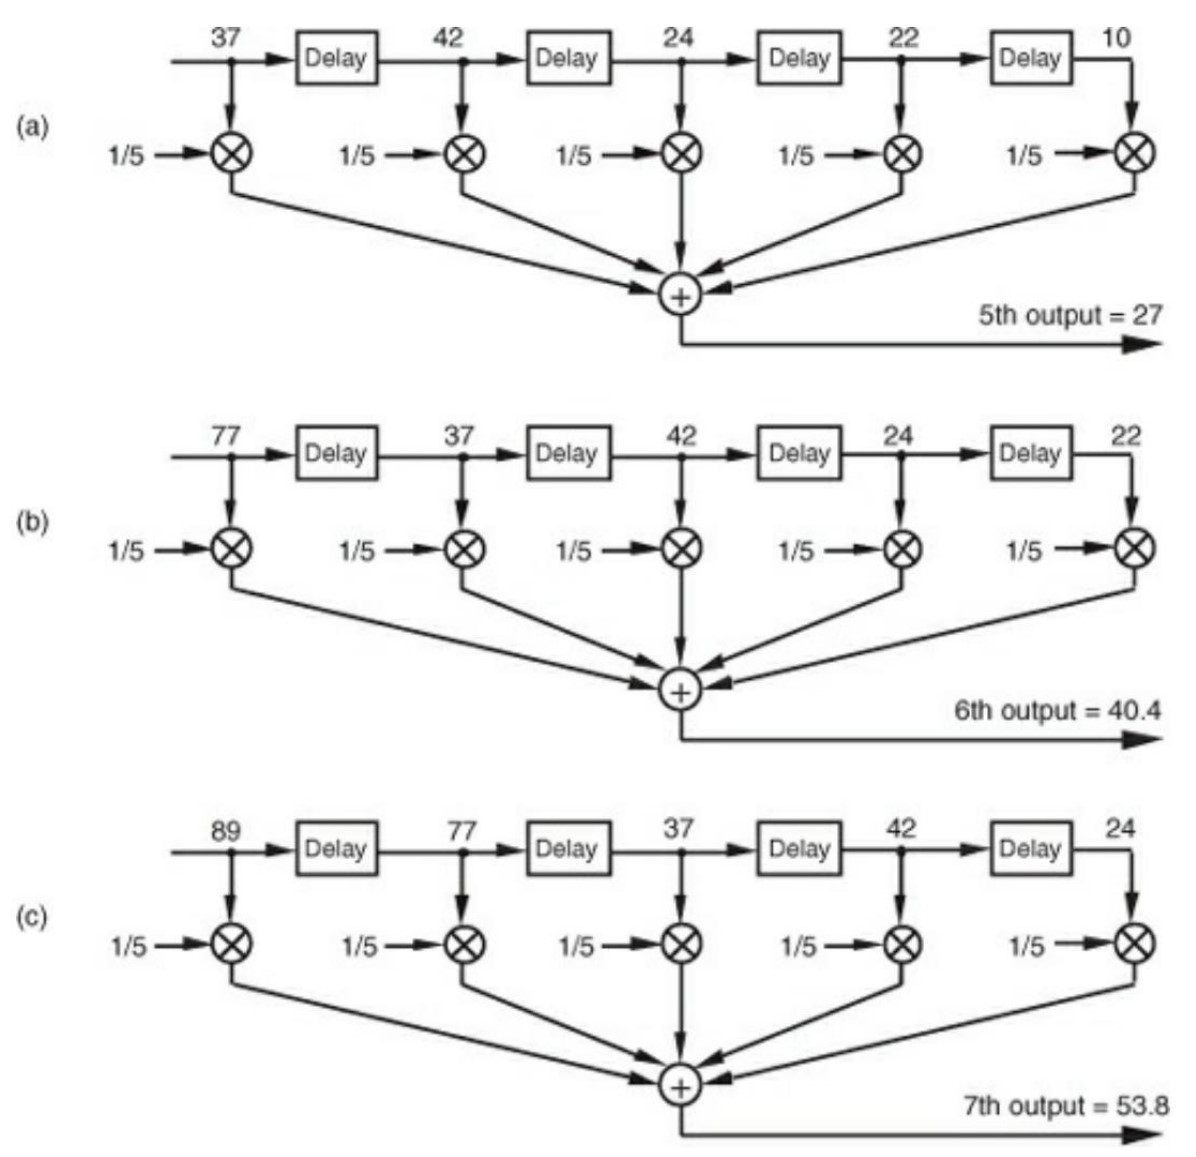 37 42 24 22 10
Delay Delay Delay Delay
(a)
1/5 1/5 1/5 1/5 1/5
+
5th output = 27
77 37 42 24 22
Delay Delay Delay Delay
(b)
1/5 1/5 1/5 1/5 1/5
+
6th output = 40.4
89 77 37 42 24
Delay Delay Delay Delay
(c)
1/5 1/5 1/5 1/5 1/5
+
7th output = 53.8